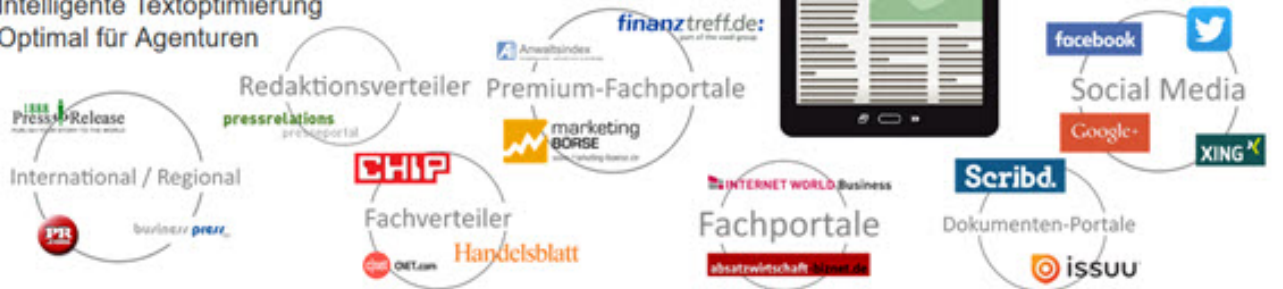 Intelligente Textoptimierung
Optimal für Agenturen
1888
PressRelease
International / Regional
PR
business press
Redaktionsverteiler
pressrelations
presseportal
CHIP
Fachverteiler
cnet
CNET.com
Handelsblatt
finanztreff.de:
Anwaltsindex
Premium-Fachportale
marketing
BÖRSE
INTERNET WORLD Business
Fachportale
absatzwirtschaft-biznet.de
facebook
Social Media
Google+
XING
Scribd.
Dokumenten-Portale
issuu